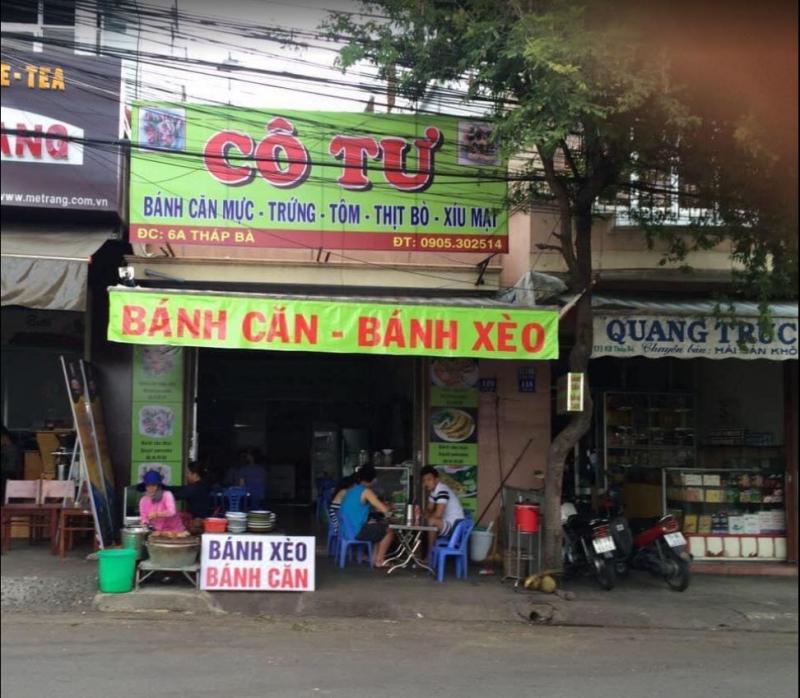 E - TEA
ANG
www.metrang.com.vn
CÔ TƯ
BÁNH CĂN MỰC - TRỨNG - TÔM - THỊT BÒ - XÍU MẠI
ĐC: 6A THÁP BÀ
ĐT: 0905.302514
BÁNH CĂN - BÁNH XÈO
QUANG TRUC
Chuyên bán: HẢI SẢN KHÔ
BÁNH XÈO
BÁNH CĂN